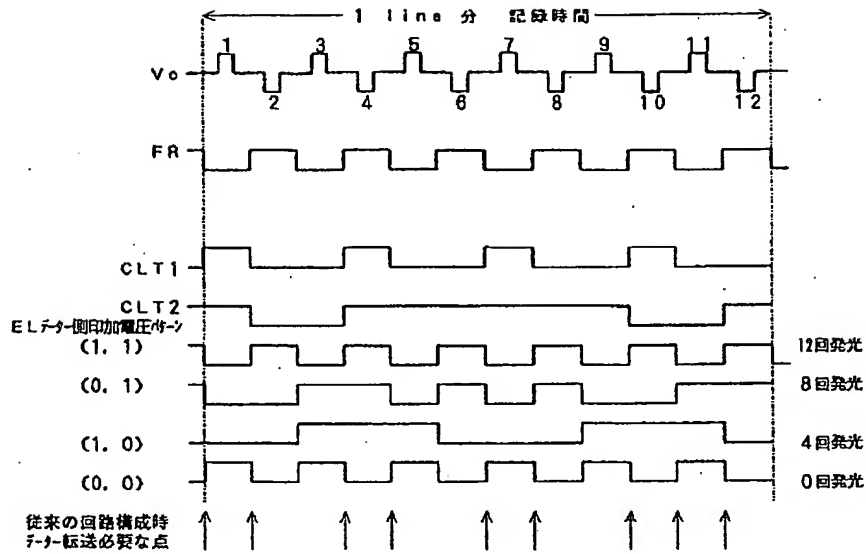 1 line 分 記録時間
1 3 5 7 9 11
Vc
2 4 6 8 10 12
FR
CLT1
CLT2
ELデーター側印加電圧パターン
(1, 1) 12回発光
(0, 1) 8回発光
(1, 0) 4回発光
(0, 0) 0回発光
従来の回路構成時
データー転送必要な点